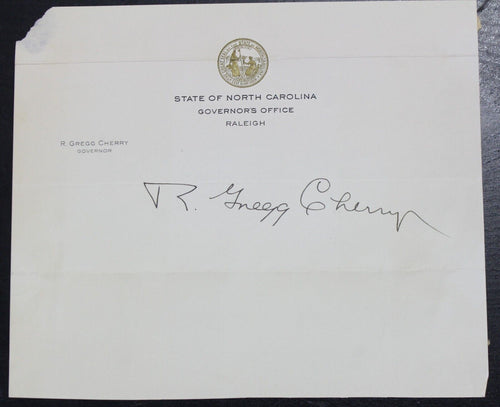 STATE OF NORTH CAROLINA
GOVERNOR'S OFFICE
RALEIGH
R. GREGG CHERRY
GOVERNOR
R. Gregg Cherry